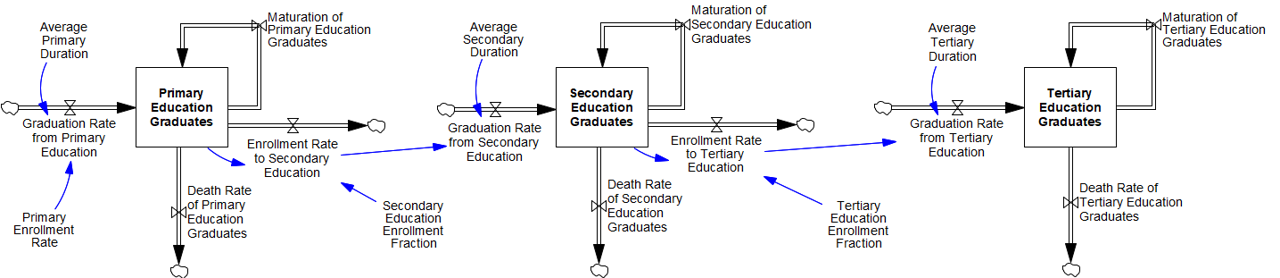 Average
Primary
Duration
Maturation of
Primary Education
Graduates
Primary
Education
Graduates
Graduation Rate
from Primary
Education
Primary
Enrollment
Rate
Death Rate
of Primary
Education
Graduates
Enrollment Rate
to Secondary
Education
Secondary
Education
Enrollment
Fraction
Average
Secondary
Duration
Maturation of
Secondary Education
Graduates
Secondary
Education
Graduates
Graduation Rate
from Secondary
Education
Death Rate
of Secondary
Education
Graduates
Enrollment Rate
to Tertiary
Education
Tertiary
Education
Enrollment
Fraction
Average
Tertiary
Duration
Maturation of
Tertiary Education
Graduates
Tertiary
Education
Graduates
Graduation Rate
from Tertiary
Education
Death Rate of
Tertiary Education
Graduates